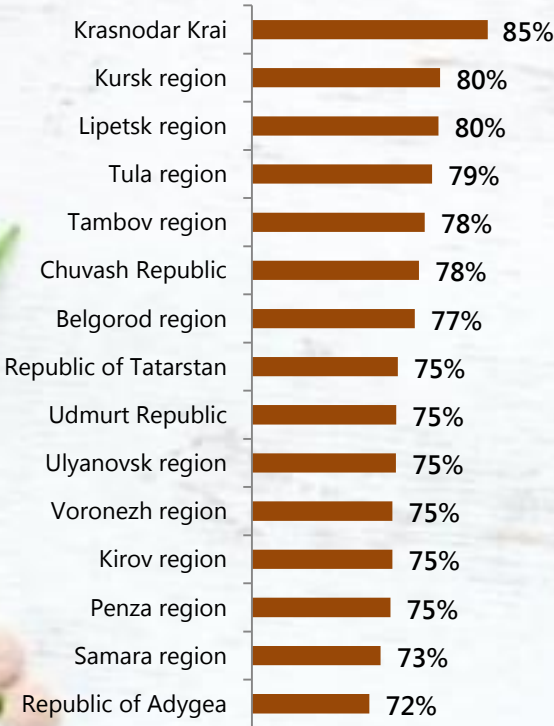 Krasnodar Krai 85%
Kursk region 80%
Lipetsk region 80%
Tula region 79%
Tambov region 78%
Chuvash Republic 78%
Belgorod region 77%
Republic of Tatarstan 75%
Udmurt Republic 75%
Ulyanovsk region 75%
Voronezh region 75%
Kirov region 75%
Penza region 75%
Samara region 73%
Republic of Adygea 72%